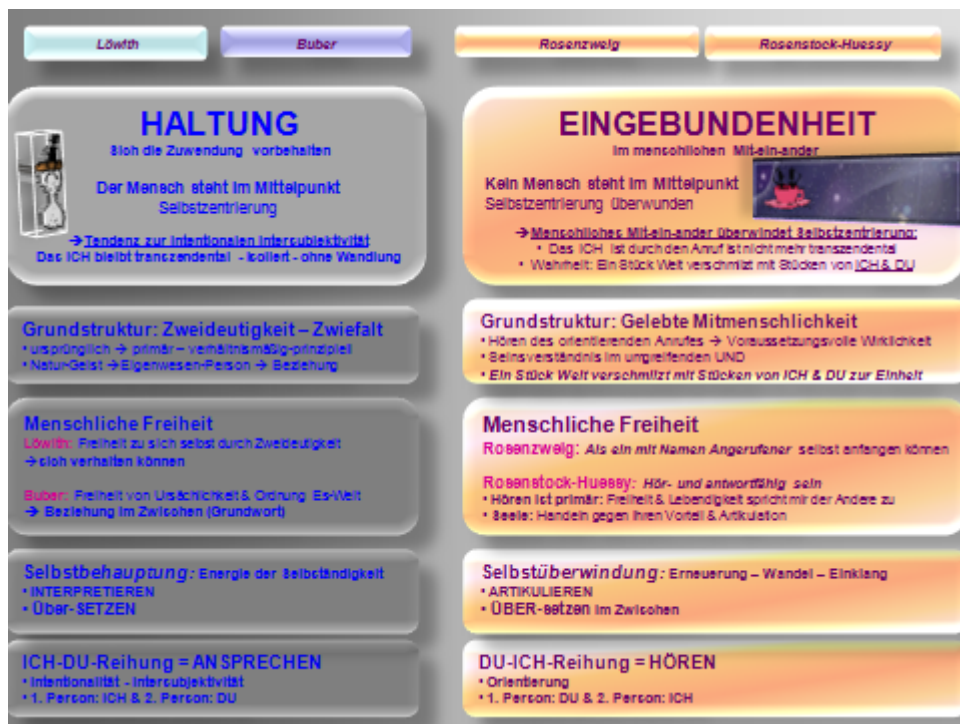 Löwith
Buber
HALTUNG
Sich die Zuwendung vorbehalten
Der Mensch steht im Mittelpunkt
Selbstzentrierung
→ Tendenz zur intentionalen Intersubjektivität
Das ICH bleibt transzendental - isoliert - ohne Wandlung
Grundstruktur: Zweideutigkeit – Zwiefalt
• ursprünglich → primär – verhältnismäßig-prinzipiell
• Natur-Geist →Eigenwesen-Person → Beziehung
Menschliche Freiheit
Löwith: Freiheit zu sich selbst durch Zweideutigkeit
→sich verhalten können
Buber: Freiheit von Ursächlichkeit & Ordnung Es-Welt
→ Beziehung im Zwischen (Grundwort)
Selbstbehauptung: Energie der Selbständigkeit
• INTERPRETIEREN
• Über-SETZEN
ICH-DU-Reihung = ANSPRECHEN
• Intentionalität - Intersubjektivität
• 1. Person: ICH & 2. Person: DU
Rosenzweig
Rosenstock-Huessy
EINGEBUNDENHEIT
im menschlichen Mit-ein-ander
Kein Mensch steht im Mittelpunkt
Selbstzentrierung überwunden
→ Menschliches Mit-ein-ander überwindet Selbstzentrierung:
• Das ICH ist durch den Anruf ist nicht mehr transzendental
• Wahrheit: Ein Stück Welt verschmilzt mit Stücken von ICH & DU
Grundstruktur: Gelebte Mitmenschlichkeit
• Hören des orientierenden Anrufes → Voraussetzungsvolle Wirklichkeit
• Seinsverständnis im umgreifenden UND
• Ein Stück Welt verschmilzt mit Stücken von ICH & DU zur Einheit
Menschliche Freiheit
Rosenzweig: Als ein mit Namen Angerufener selbst anfangen können
Rosenstock-Huessy: Hör- und antwortfähig sein
• Hören ist primär: Freiheit & Lebendigkeit spricht mir der Andere zu
• Seele: Handeln gegen ihren Vorteil & Artikulation
Selbstüberwindung: Erneuerung – Wandel – Einklang
• ARTIKULIEREN
• ÜBER-setzen im Zwischen
DU-ICH-Reihung = HÖREN
• Orientierung
• 1. Person: DU & 2. Person: ICH